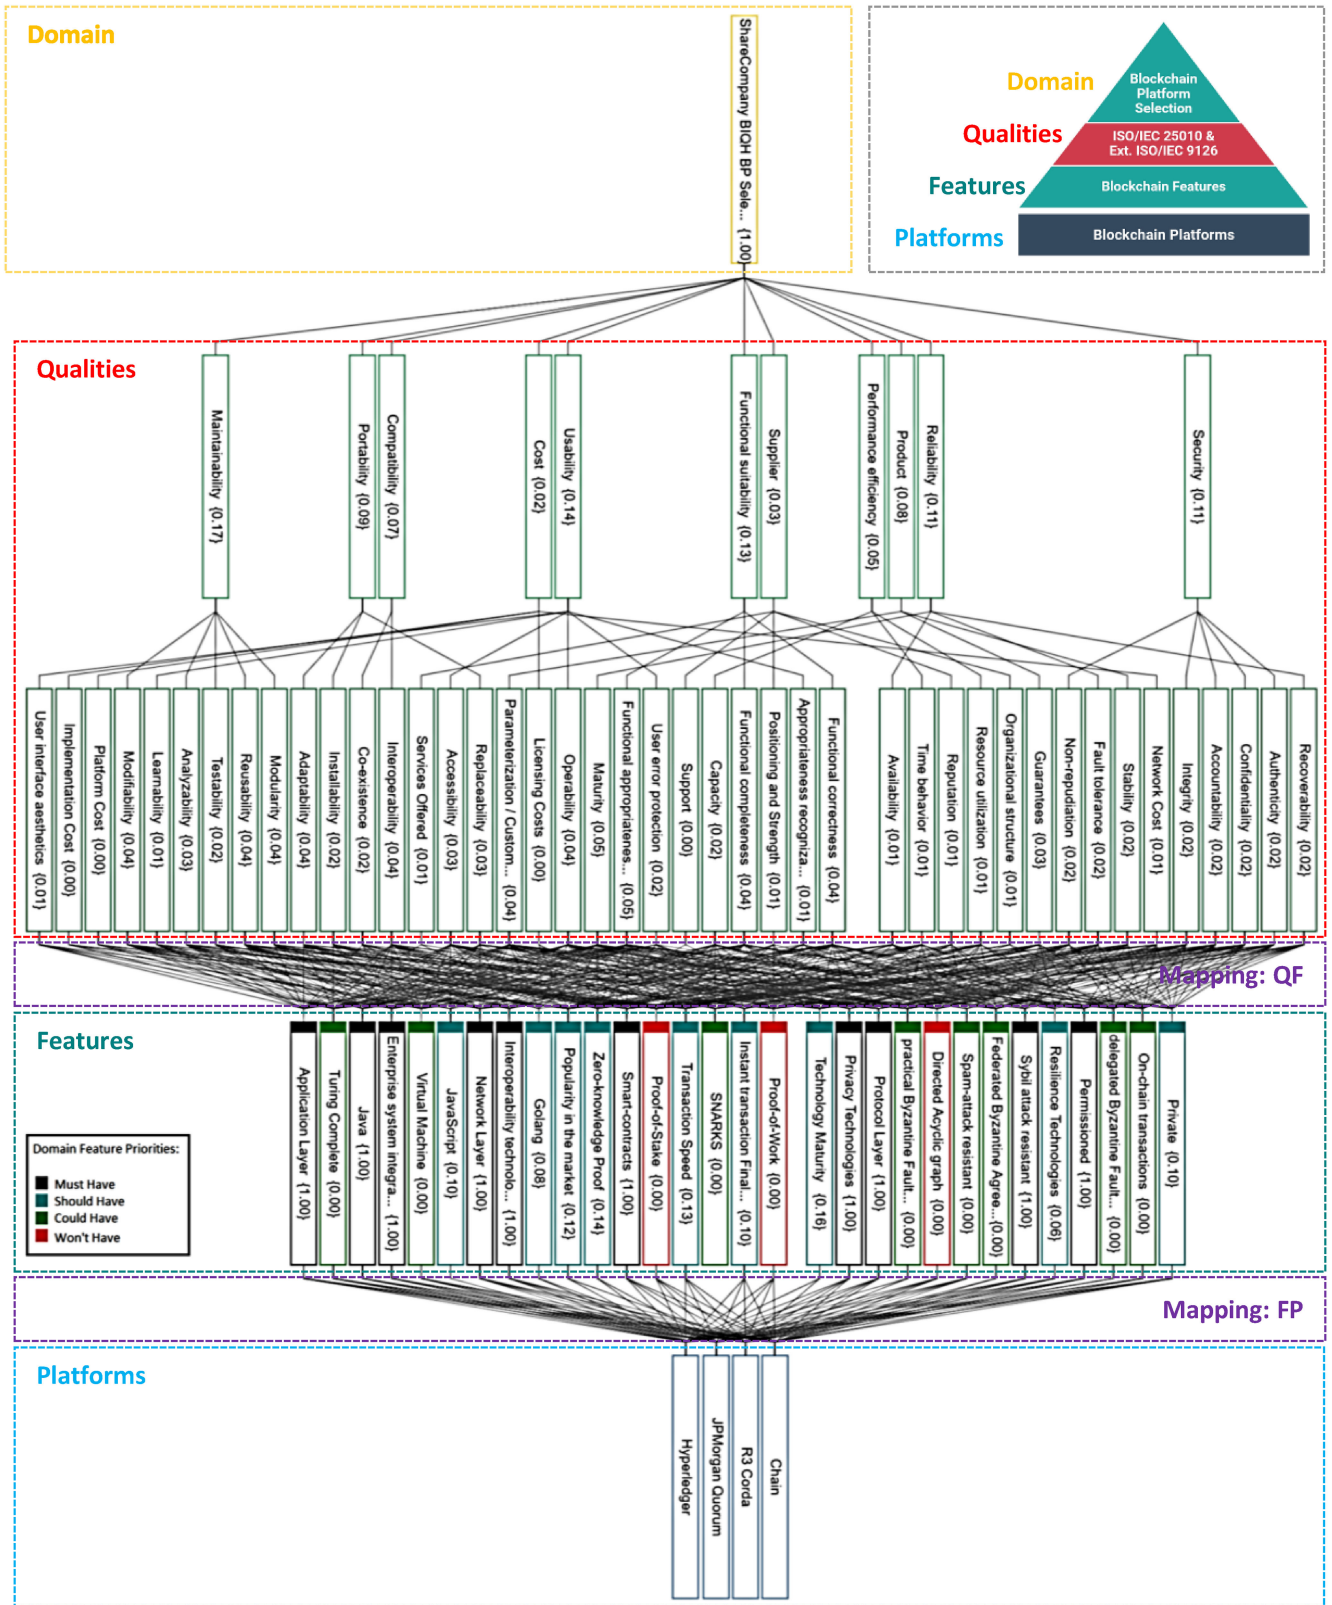 Domain
ShareCompany BIQH BP Sele... {1.00}
Domain
Qualities
Features
Platforms
Blockchain
Platform
Selection
ISO/IEC 25010 &
Ext. ISO/IEC 9126
Blockchain Features
Blockchain Platforms
Qualities
Maintainability {0.17}
Portability {0.09}
Compatibility {0.07}
Cost {0.02}
Usability {0.14}
Functional suitability {0.13}
Supplier {0.03}
Performance efficiency {0.05}
Product {0.08}
Reliability {0.11}
Security {0.11}
User interface aesthetics {0.01}
Implementation Cost {0.00}
Platform Cost {0.00}
Modifiability {0.04}
Learnability {0.01}
Analyzability {0.03}
Testability {0.02}
Reusability {0.04}
Modularity {0.04}
Adaptability {0.04}
Installability {0.02}
Co-existence {0.02}
Interoperability {0.04}
Services Offered {0.01}
Accessibility {0.03}
Replaceability {0.03}
Parameterization / Custom... {0.04}
Licensing Costs {0.00}
Operability {0.04}
Maturity {0.05}
Functional appropriatenes... {0.05}
User error protection {0.02}
Support {0.00}
Capacity {0.02}
Functional completeness {0.04}
Positioning and Strength {0.01}
Appropriateness recogniza... {0.01}
Functional correctness {0.04}
Availability {0.01}
Time behavior {0.01}
Reputation {0.01}
Resource utilization {0.01}
Organizational structure {0.01}
Guarantees {0.03}
Non-repudiation {0.02}
Fault tolerance {0.02}
Stability {0.02}
Network Cost {0.01}
Integrity {0.02}
Accountability {0.02}
Confidentiality {0.02}
Authenticity {0.02}
Recoverability {0.02}
Mapping: QF
Features
Domain Feature Priorities:
Must Have
Should Have
Could Have
Won't Have
Application Layer {1.00}
Turing Complete {0.00}
Java {1.00}
Enterprise system integra... {1.00}
Virtual Machine {0.00}
JavaScript {0.10}
Network Layer {1.00}
Interoperability technolo... {1.00}
Golang {0.08}
Popularity in the market {0.12}
Zero-knowledge Proof {0.14}
Smart-contracts {1.00}
Proof-of-Stake {0.00}
Transaction Speed {0.13}
SNARKS {0.00}
Instant transaction Final... {0.10}
Proof-of-Work {0.00}
Technology Maturity {0.16}
Privacy Technologies {1.00}
Protocol Layer {1.00}
practical Byzantine Fault... {0.00}
Directed Acyclic graph {0.00}
Spam-attack resistant {0.00}
Federated Byzantine Agree...{0.00}
Sybil attack resistant {1.00}
Resilience Technologies {0.06}
Permissioned {1.00}
delegated Byzantine Fault... {0.00}
On-chain transactions {0.00}
Private {0.10}
Mapping: FP
Platforms
Hyperledger
JPMorgan Quorum
R3 Corda
Chain